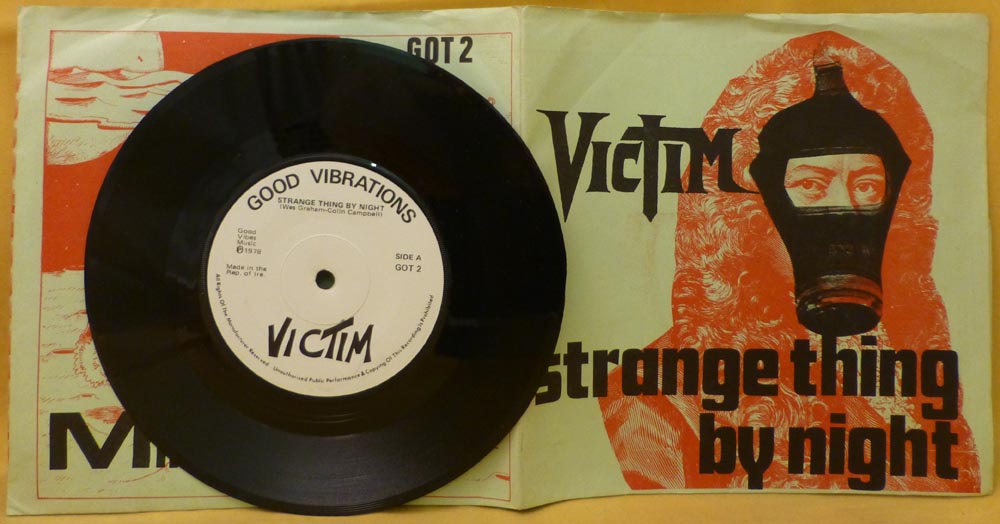 GOT 2
GOOD VIBRATIONS
STRANGE THING BY NIGHT
(Wes Graham-Colin Campbell)
Good
Vibes
Music
℗1978
SIDE A
GOT 2
Made in the
Rep. of Ire.
VICTIM
All Rights Of The Manufacturer Reserved Unauthorised Public Performance & Copying Of This Recording is Prohibited
VICTIM
strange thing
by night